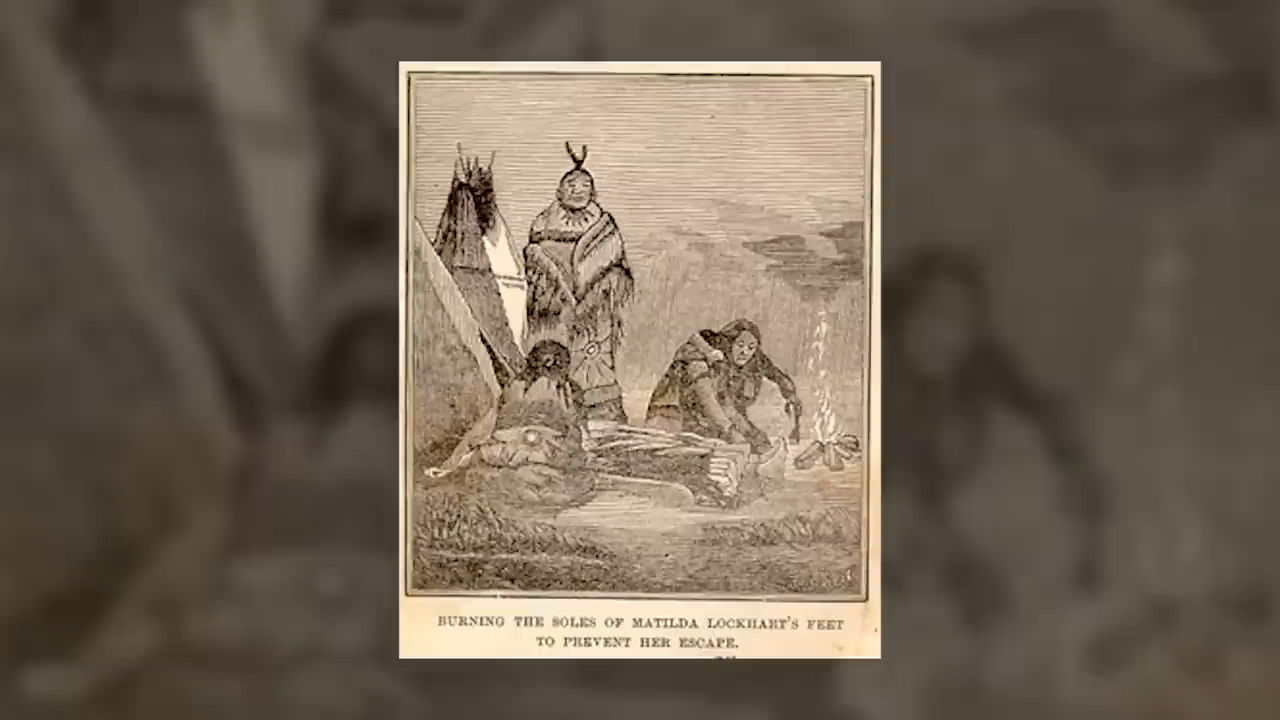 BURNING THE SOLES OF MATILDA LOCKHART'S FEET
TO PREVENT HER ESCAPE.